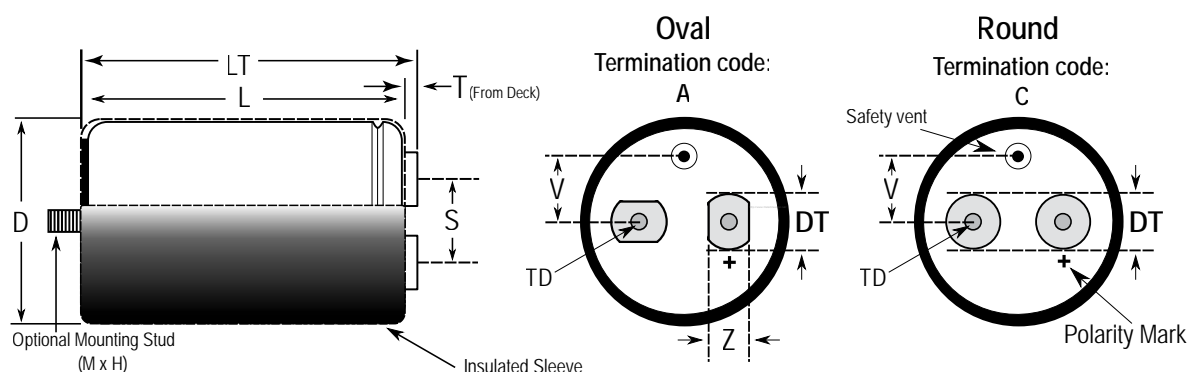 LT
L
T (From Deck)
D
S
Optional Mounting Stud
(M x H)
Insulated Sleeve
Oval
Termination code:
A
V
DT
TD
+
Z
Round
Termination code:
C
Safety vent
V
DT
TD
+
Polarity Mark